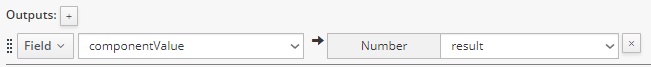 Outputs: +
Field componentValue → Number result ×